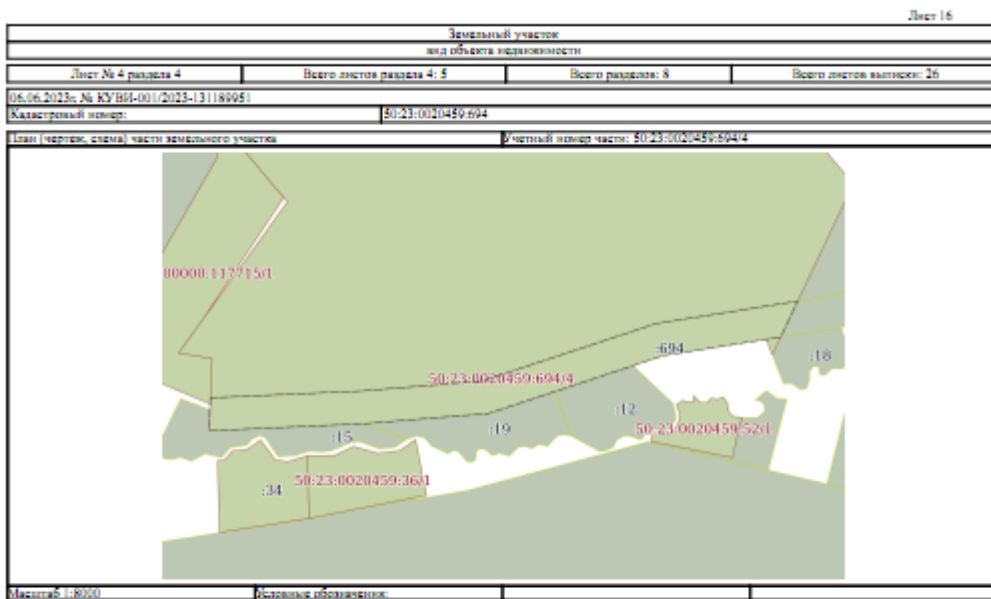 Лист 16
Земельный участок
вид объекта недвижимости
Лист № 4 раздела 4 Всего листов раздела 4: 5 Всего разделов: 8 Всего листов выписки: 26
06.06.2023г. № КУВИ-001/2023-131189951
Кадастровый номер: 50:23:0020459:694
План (чертеж, схема) части земельного участка Учетный номер части: 50:23:0020459:694/4
00000:117715/1
:694
:18
50:23:0020459:694/4
:12
:19
50:23:0020459:52/1
:15
50:23:0020459:36/1
:34
Масштаб 1:8000 Условные обозначения: